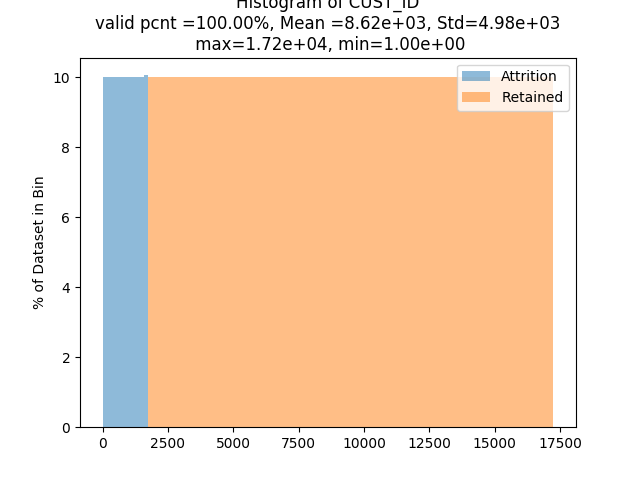 Histogram of CUST_ID
valid pcnt =100.00%, Mean =8.62e+03, Std=4.98e+03
max=1.72e+04, min=1.00e+00
Attrition
Retained
% of Dataset in Bin
10
8
6
4
2
0
0 2500 5000 7500 10000 12500 15000 17500